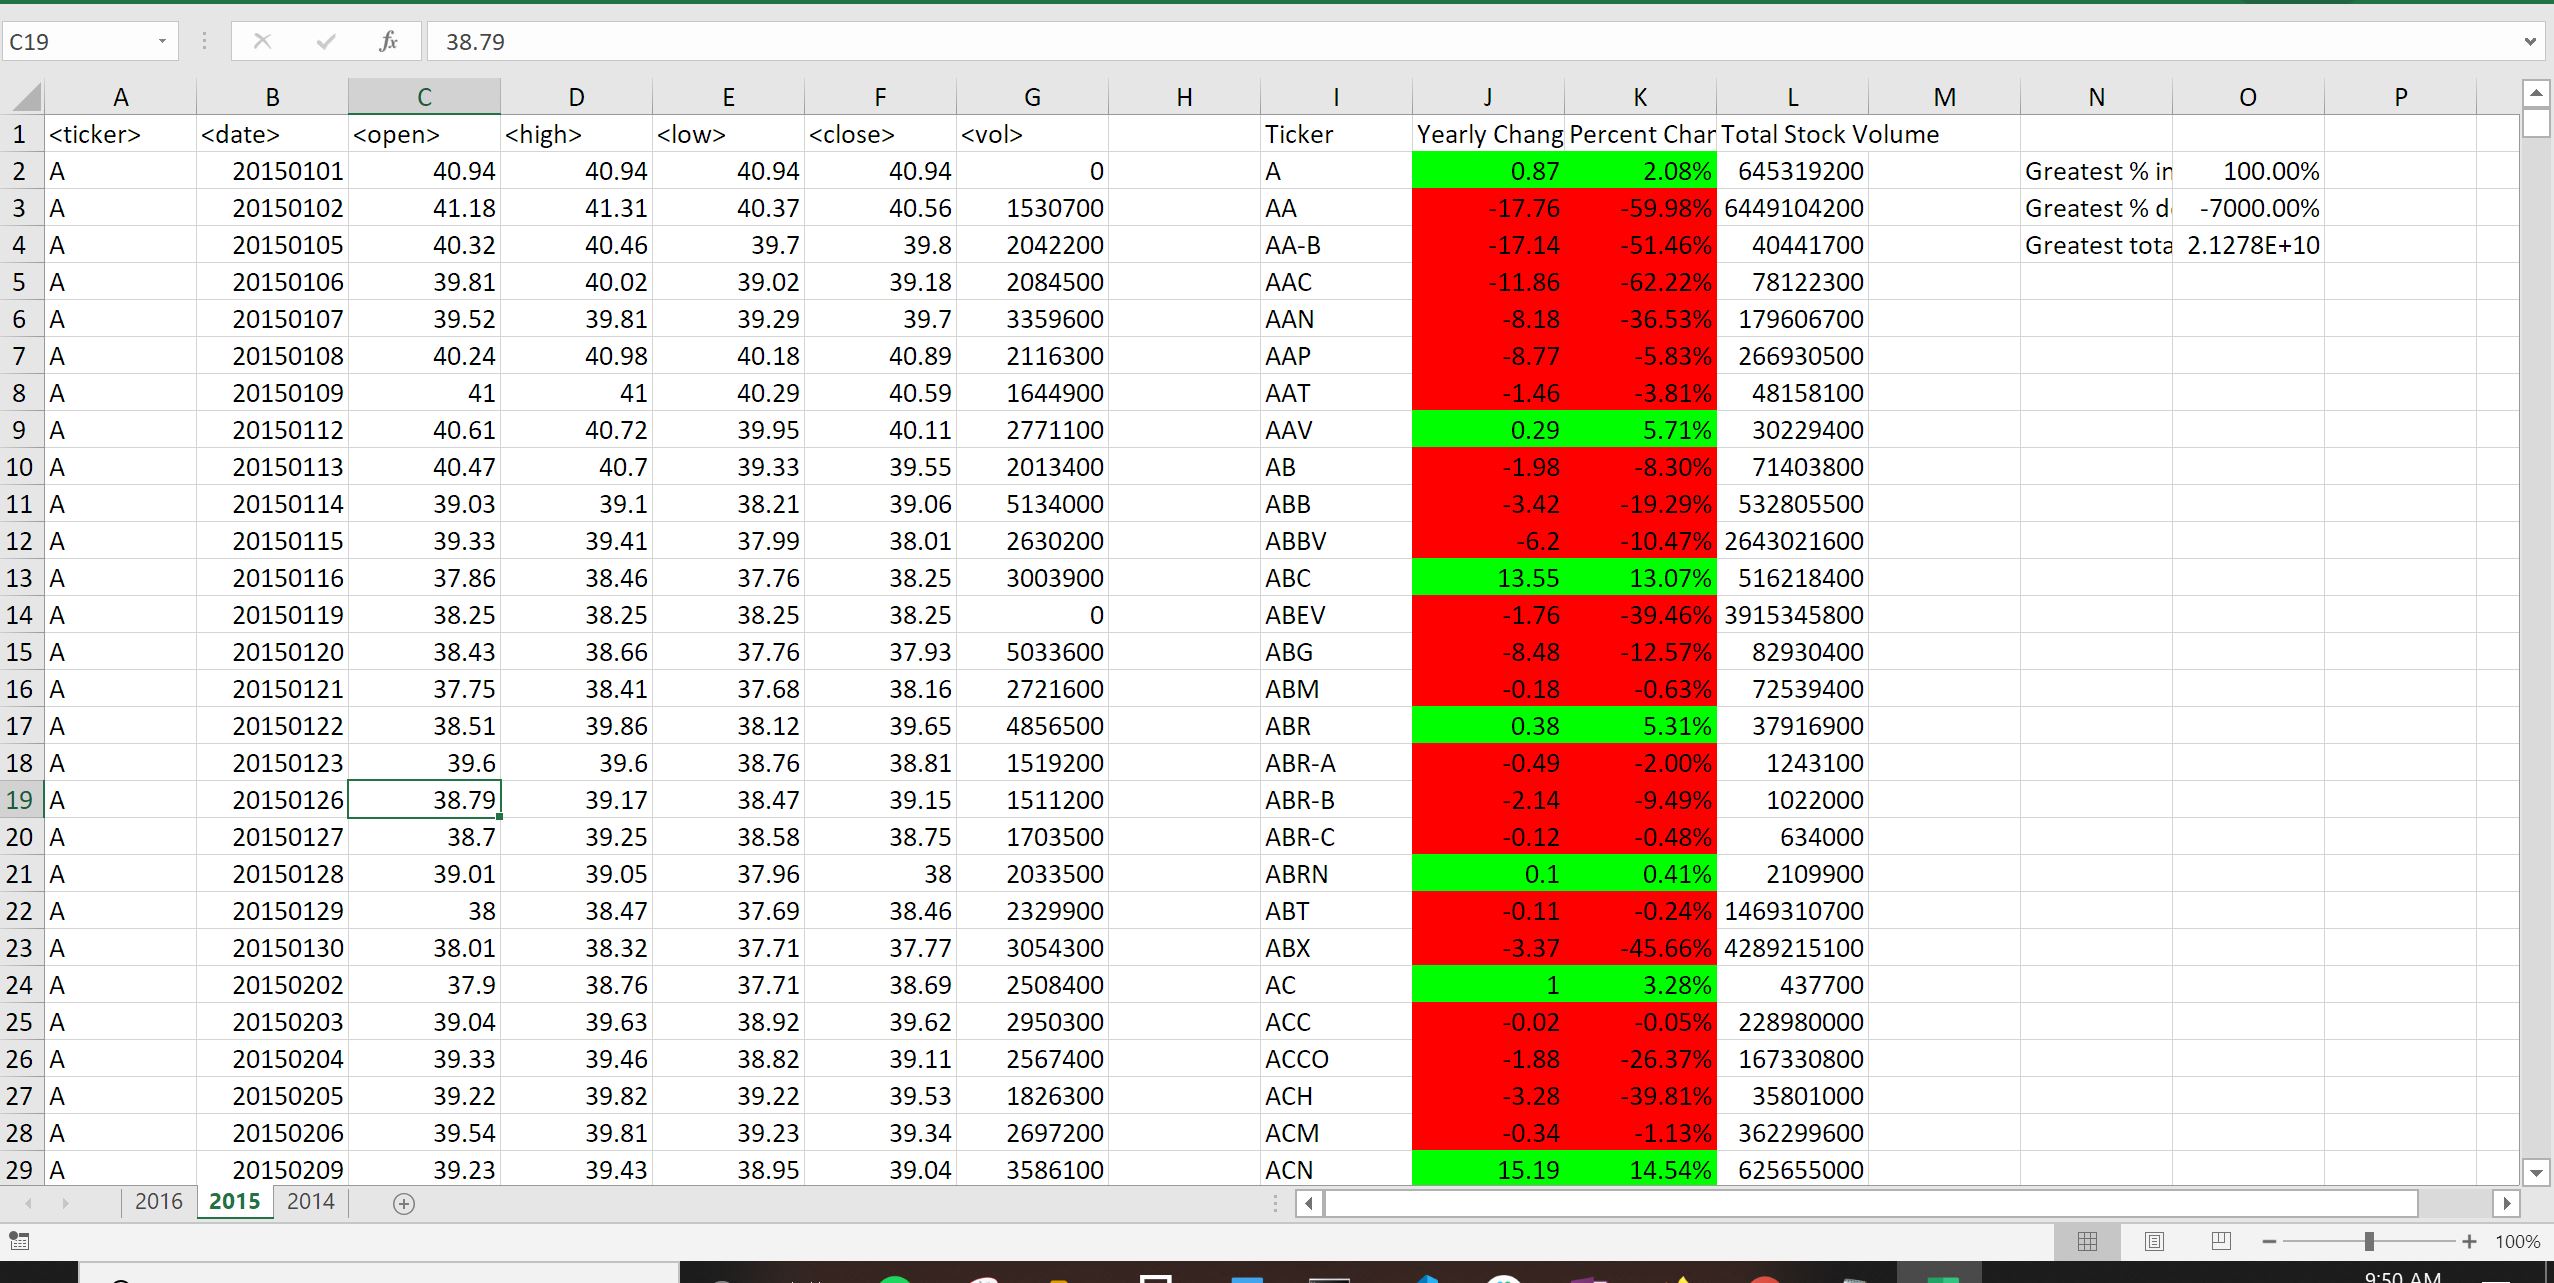 C19 fx 38.79
A B C D E F G H I J K L M N O P
1 <ticker> <date> <open> <high> <low> <close> <vol> Ticker Yearly Chang Percent Char Total Stock Volume
2 A 20150101 40.94 40.94 40.94 40.94 0 A 0.87 2.08% 645319200 Greatest % in 100.00%
3 A 20150102 41.18 41.31 40.37 40.56 1530700 AA -17.76 -59.98% 6449104200 Greatest % d -7000.00%
4 A 20150105 40.32 40.46 39.7 39.8 2042200 AA-B -17.14 -51.46% 40441700 Greatest tota 2.1278E+10
5 A 20150106 39.81 40.02 39.02 39.18 2084500 AAC -11.86 -62.22% 78122300
6 A 20150107 39.52 39.81 39.29 39.7 3359600 AAN -8.18 -36.53% 179606700
7 A 20150108 40.24 40.98 40.18 40.89 2116300 AAP -8.77 -5.83% 266930500
8 A 20150109 41 41 40.29 40.59 1644900 AAT -1.46 -3.81% 48158100
9 A 20150112 40.61 40.72 39.95 40.11 2771100 AAV 0.29 5.71% 30229400
10 A 20150113 40.47 40.7 39.33 39.55 2013400 AB -1.98 -8.30% 71403800
11 A 20150114 39.03 39.1 38.21 39.06 5134000 ABB -3.42 -19.29% 532805500
12 A 20150115 39.33 39.41 37.99 38.01 2630200 ABBV -6.2 -10.47% 2643021600
13 A 20150116 37.86 38.46 37.76 38.25 3003900 ABC 13.55 13.07% 516218400
14 A 20150119 38.25 38.25 38.25 38.25 0 ABEV -1.76 -39.46% 3915345800
15 A 20150120 38.43 38.66 37.76 37.93 5033600 ABG -8.48 -12.57% 82930400
16 A 20150121 37.75 38.41 37.68 38.16 2721600 ABM -0.18 -0.63% 72539400
17 A 20150122 38.51 39.86 38.12 39.65 4856500 ABR 0.38 5.31% 37916900
18 A 20150123 39.6 39.6 38.76 38.81 1519200 ABR-A -0.49 -2.00% 1243100
19 A 20150126 38.79 39.17 38.47 39.15 1511200 ABR-B -2.14 -9.49% 1022000
20 A 20150127 38.7 39.25 38.58 38.75 1703500 ABR-C -0.12 -0.48% 634000
21 A 20150128 39.01 39.05 37.96 38 2033500 ABRN 0.1 0.41% 2109900
22 A 20150129 38 38.47 37.69 38.46 2329900 ABT -0.11 -0.24% 1469310700
23 A 20150130 38.01 38.32 37.71 37.77 3054300 ABX -3.37 -45.66% 4289215100
24 A 20150202 37.9 38.76 37.71 38.69 2508400 AC 1 3.28% 437700
25 A 20150203 39.04 39.63 38.92 39.62 2950300 ACC -0.02 -0.05% 228980000
26 A 20150204 39.33 39.46 38.82 39.11 2567400 ACCO -1.88 -26.37% 167330800
27 A 20150205 39.22 39.82 39.22 39.53 1826300 ACH -3.28 -39.81% 35801000
28 A 20150206 39.54 39.81 39.23 39.34 2697200 ACM -0.34 -1.13% 362299600
29 A 20150209 39.23 39.43 38.95 39.04 3586100 ACN 15.19 14.54% 625655000
2016 2015 2014
100%
9:50 AM